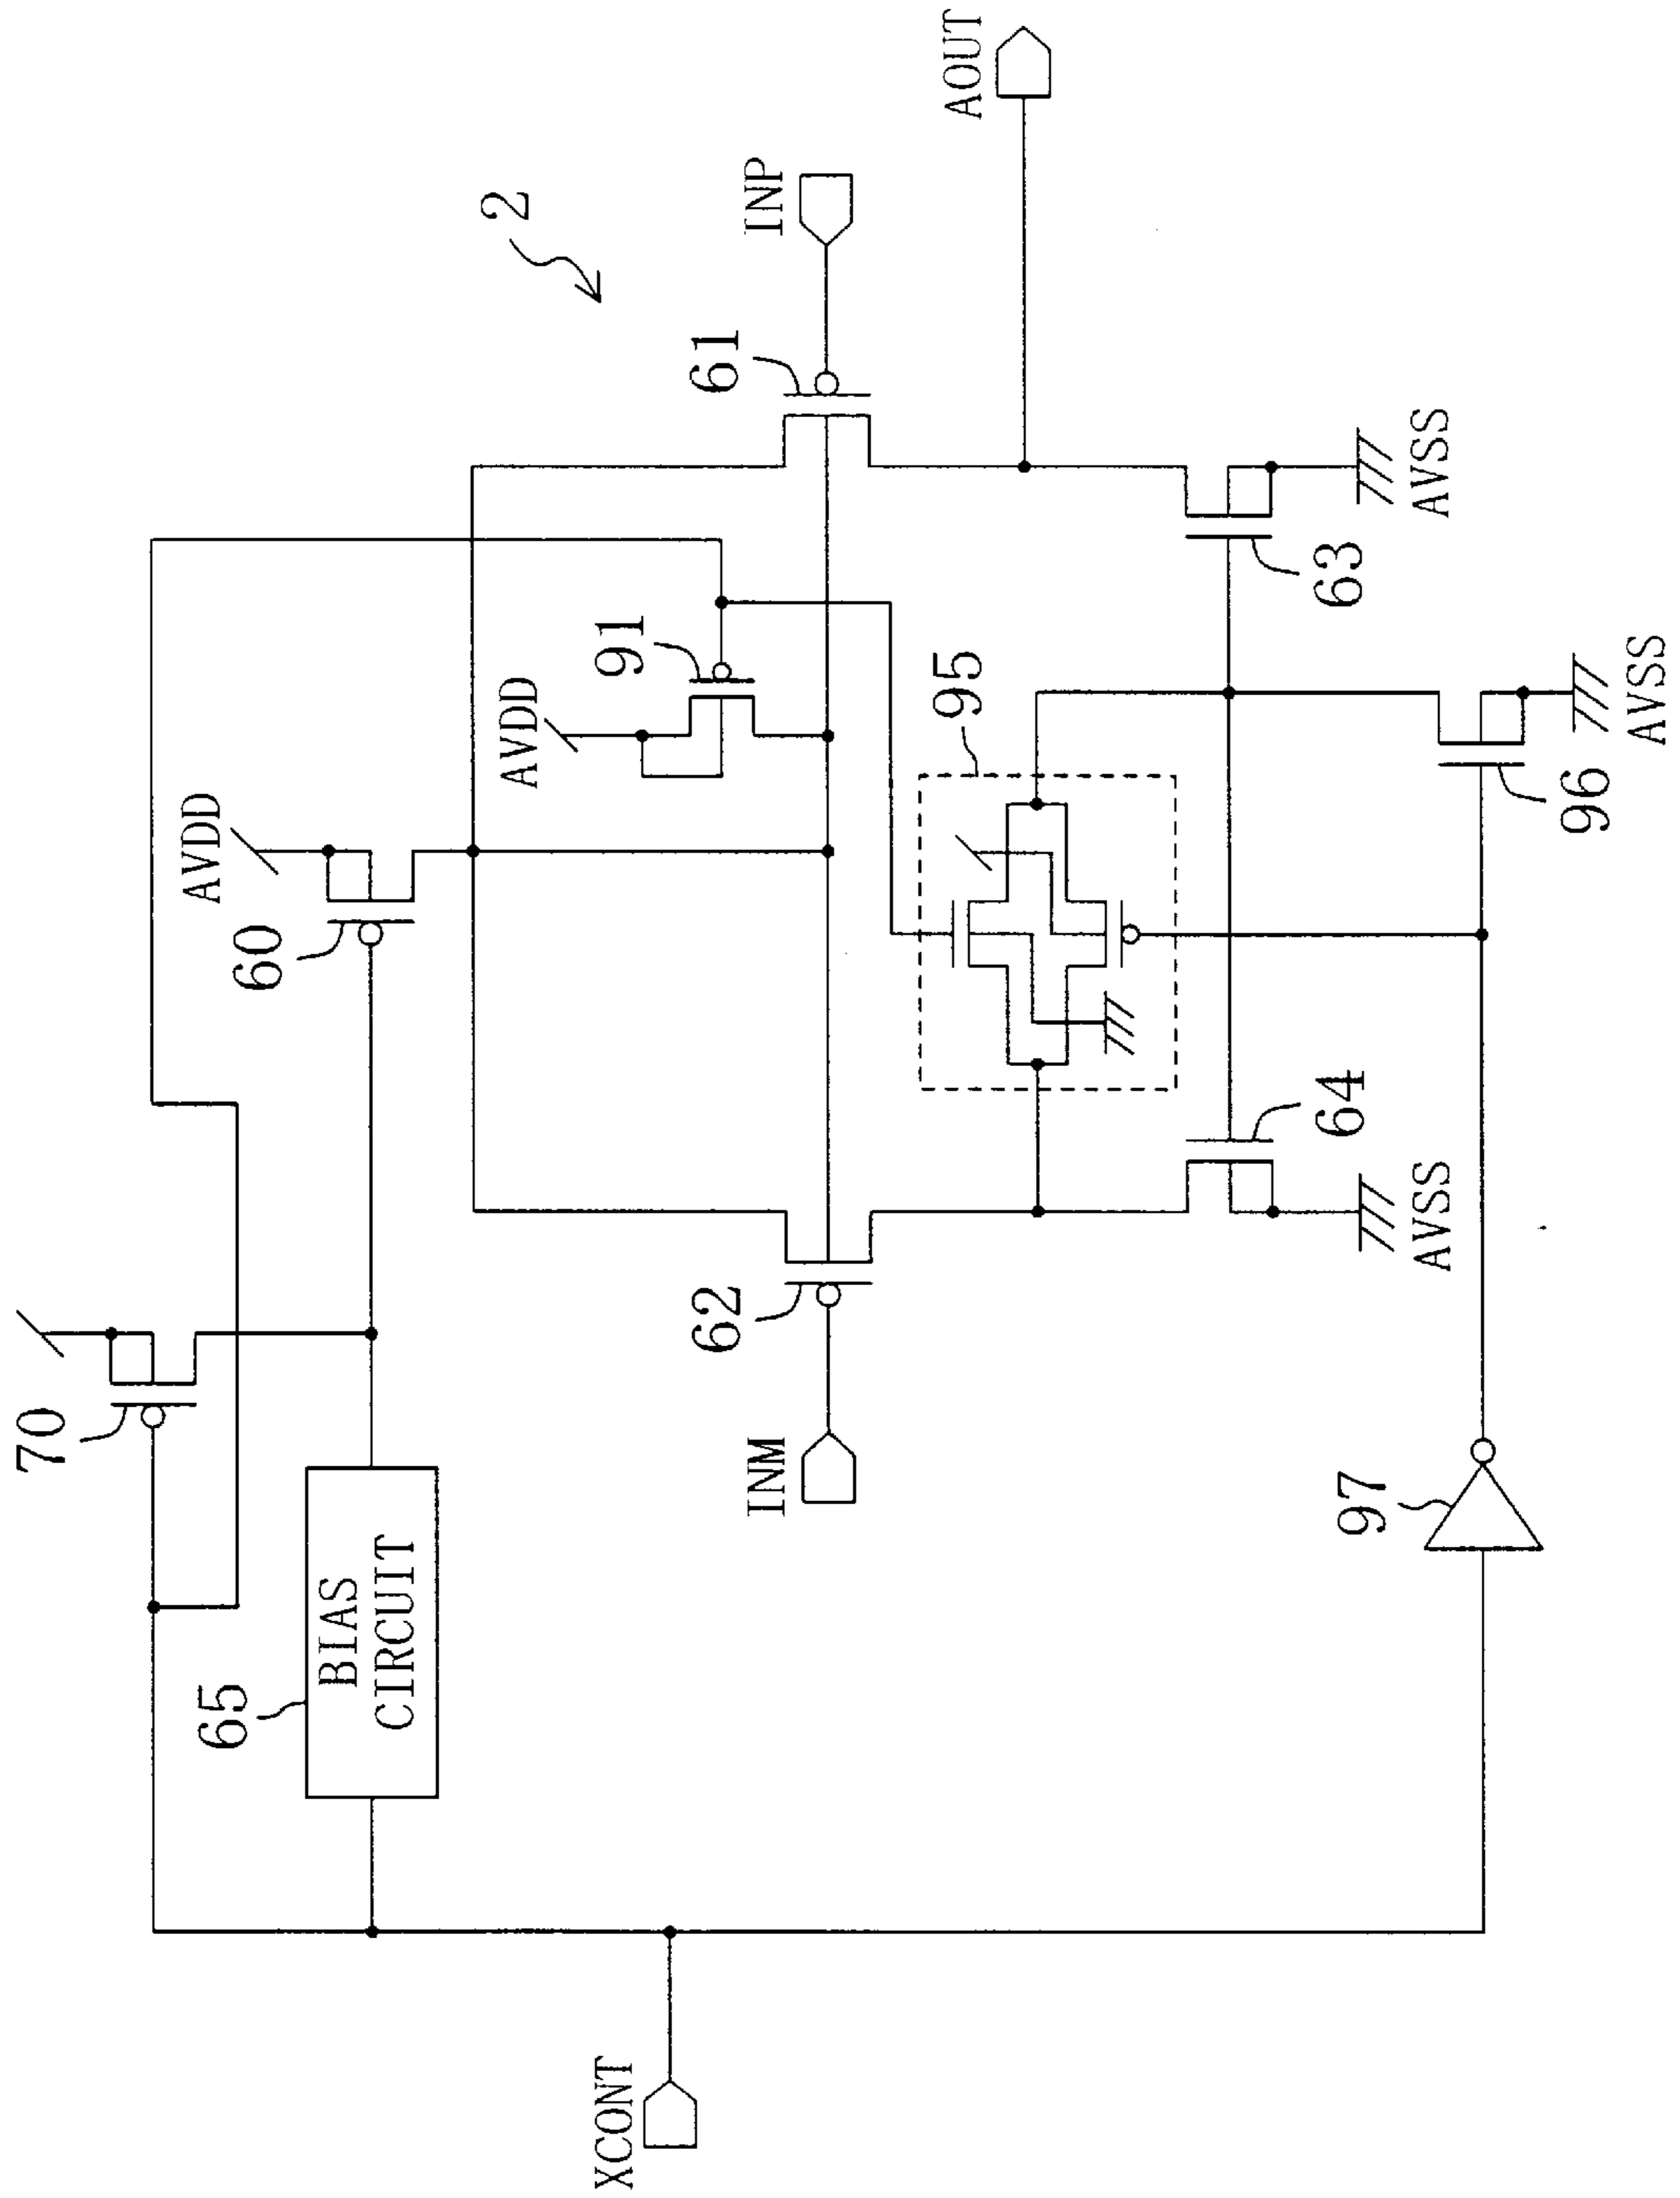 2
70
AVDD
60
65
BIAS
CIRCUIT
AVDD
91
61
INP
AOUT
62
INM
95
XCONT
64
63
AVSS
AVSS
96
AVSS
97